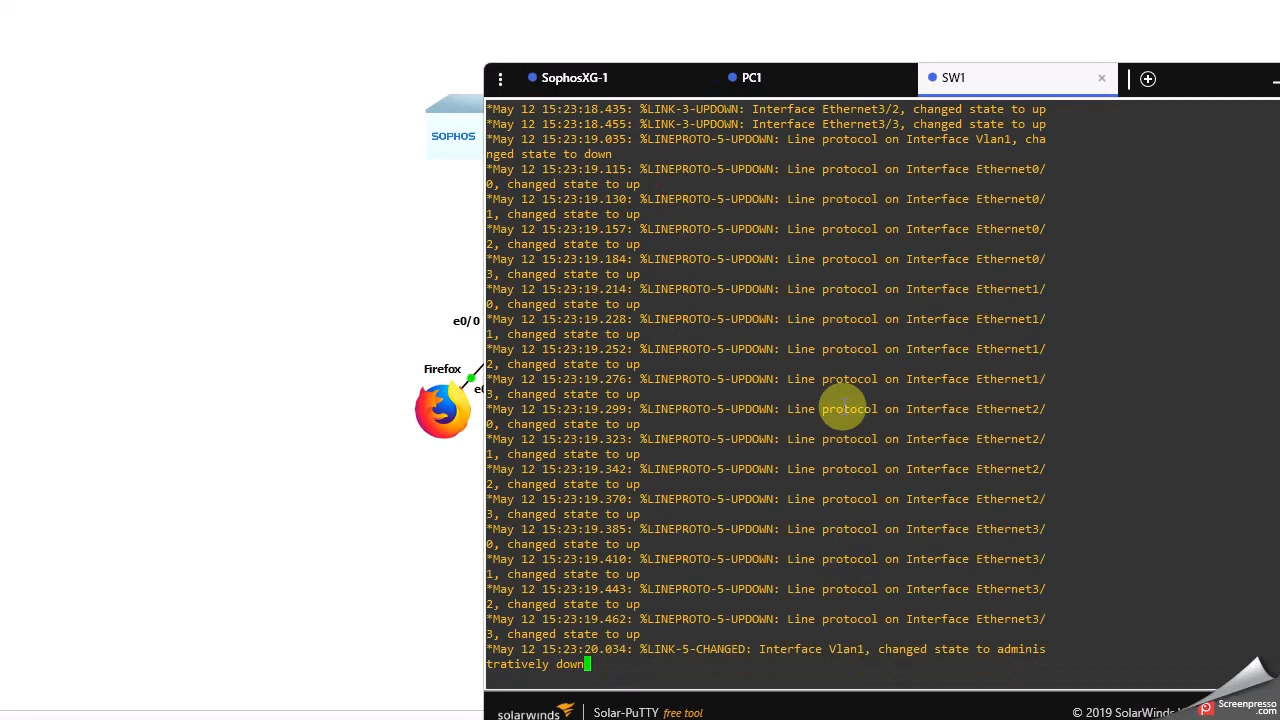 SophosXG-1
PC1
SW1
SOPHOS
e0/0
Firefox
e0
*May 12 15:23:18.435: %LINK-3-UPDOWN: Interface Ethernet3/2, changed state to up
*May 12 15:23:18.455: %LINK-3-UPDOWN: Interface Ethernet3/3, changed state to up
*May 12 15:23:19.035: %LINEPROTO-5-UPDOWN: Line protocol on Interface Vlan1, cha
nged state to down
*May 12 15:23:19.115: %LINEPROTO-5-UPDOWN: Line protocol on Interface Ethernet0/
0, changed state to up
*May 12 15:23:19.130: %LINEPROTO-5-UPDOWN: Line protocol on Interface Ethernet0/
1, changed state to up
*May 12 15:23:19.157: %LINEPROTO-5-UPDOWN: Line protocol on Interface Ethernet0/
2, changed state to up
*May 12 15:23:19.184: %LINEPROTO-5-UPDOWN: Line protocol on Interface Ethernet0/
3, changed state to up
*May 12 15:23:19.214: %LINEPROTO-5-UPDOWN: Line protocol on Interface Ethernet1/
0, changed state to up
*May 12 15:23:19.228: %LINEPROTO-5-UPDOWN: Line protocol on Interface Ethernet1/
1, changed state to up
*May 12 15:23:19.252: %LINEPROTO-5-UPDOWN: Line protocol on Interface Ethernet1/
2, changed state to up
*May 12 15:23:19.276: %LINEPROTO-5-UPDOWN: Line protocol on Interface Ethernet1/
3, changed state to up
*May 12 15:23:19.299: %LINEPROTO-5-UPDOWN: Line protocol on Interface Ethernet2/
0, changed state to up
*May 12 15:23:19.323: %LINEPROTO-5-UPDOWN: Line protocol on Interface Ethernet2/
1, changed state to up
*May 12 15:23:19.342: %LINEPROTO-5-UPDOWN: Line protocol on Interface Ethernet2/
2, changed state to up
*May 12 15:23:19.370: %LINEPROTO-5-UPDOWN: Line protocol on Interface Ethernet2/
3, changed state to up
*May 12 15:23:19.385: %LINEPROTO-5-UPDOWN: Line protocol on Interface Ethernet3/
0, changed state to up
*May 12 15:23:19.410: %LINEPROTO-5-UPDOWN: Line protocol on Interface Ethernet3/
1, changed state to up
*May 12 15:23:19.443: %LINEPROTO-5-UPDOWN: Line protocol on Interface Ethernet3/
2, changed state to up
*May 12 15:23:19.462: %LINEPROTO-5-UPDOWN: Line protocol on Interface Ethernet3/
3, changed state to up
*May 12 15:23:20.034: %LINK-5-CHANGED: Interface Vlan1, changed state to adminis
tratively down
solarwinds Solar-PuTTY free tool
© 2019 SolarWinds
Screenpresso
.com